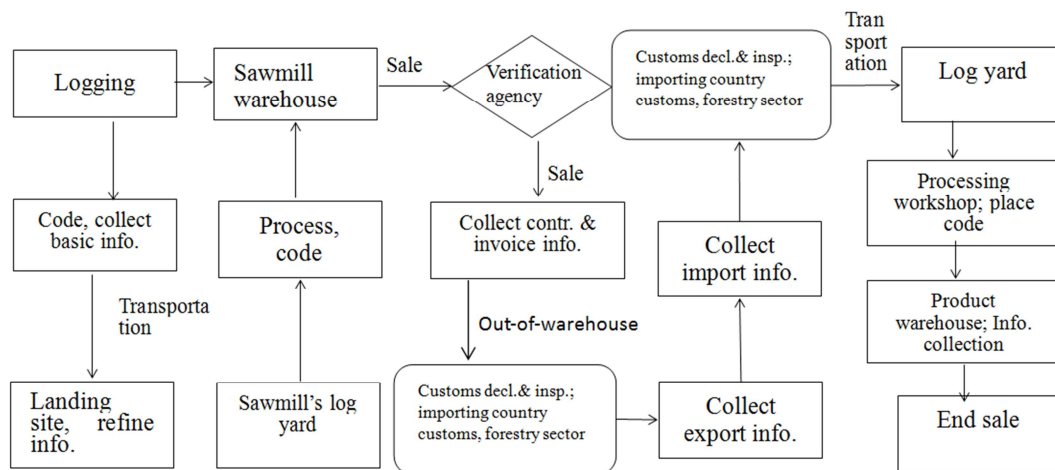 Logging
Code, collect
basic info.
Transporta
tion
Landing
site, refine
info.
Sawmill
warehouse
Process,
code
Sawmill's log
yard
Sale
Verification
agency
Sale
Collect contr. &
invoice info.
Out-of-warehouse
Customs decl.& insp.;
importing country
customs, forestry sector
Customs decl.& insp.;
importing country
customs, forestry sector
Collect
import info.
Collect
export info.
Tran
sport
ation
Log yard
Processing
workshop; place
code
Product
warehouse; Info.
collection
End sale